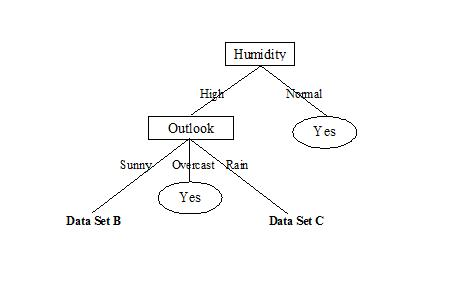 Humidity
High Normal
Outlook Yes
Sunny Overcast Rain
Yes
Data Set B Data Set C